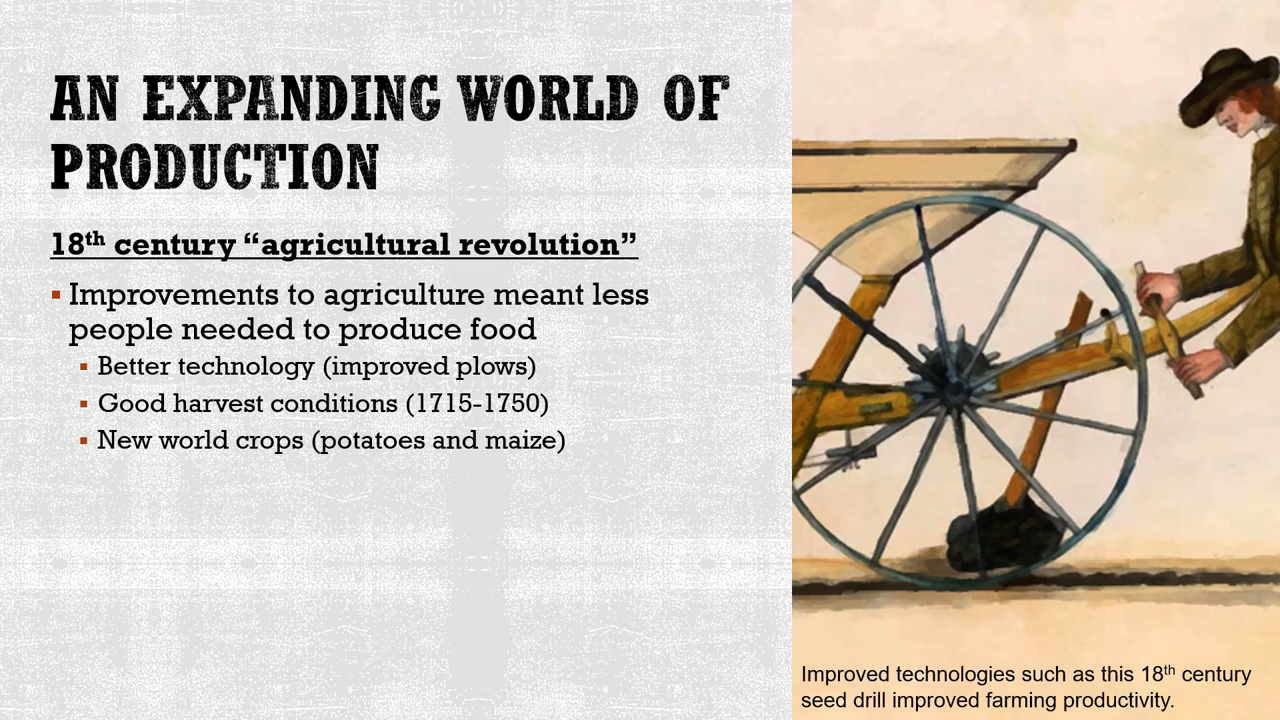 AN EXPANDING WORLD OF
PRODUCTION
18th century “agricultural revolution”
▪ Improvements to agriculture meant less
people needed to produce food
▪ Better technology (improved plows)
▪ Good harvest conditions (1715-1750)
▪ New world crops (potatoes and maize)
Improved technologies such as this 18th century
seed drill improved farming productivity.